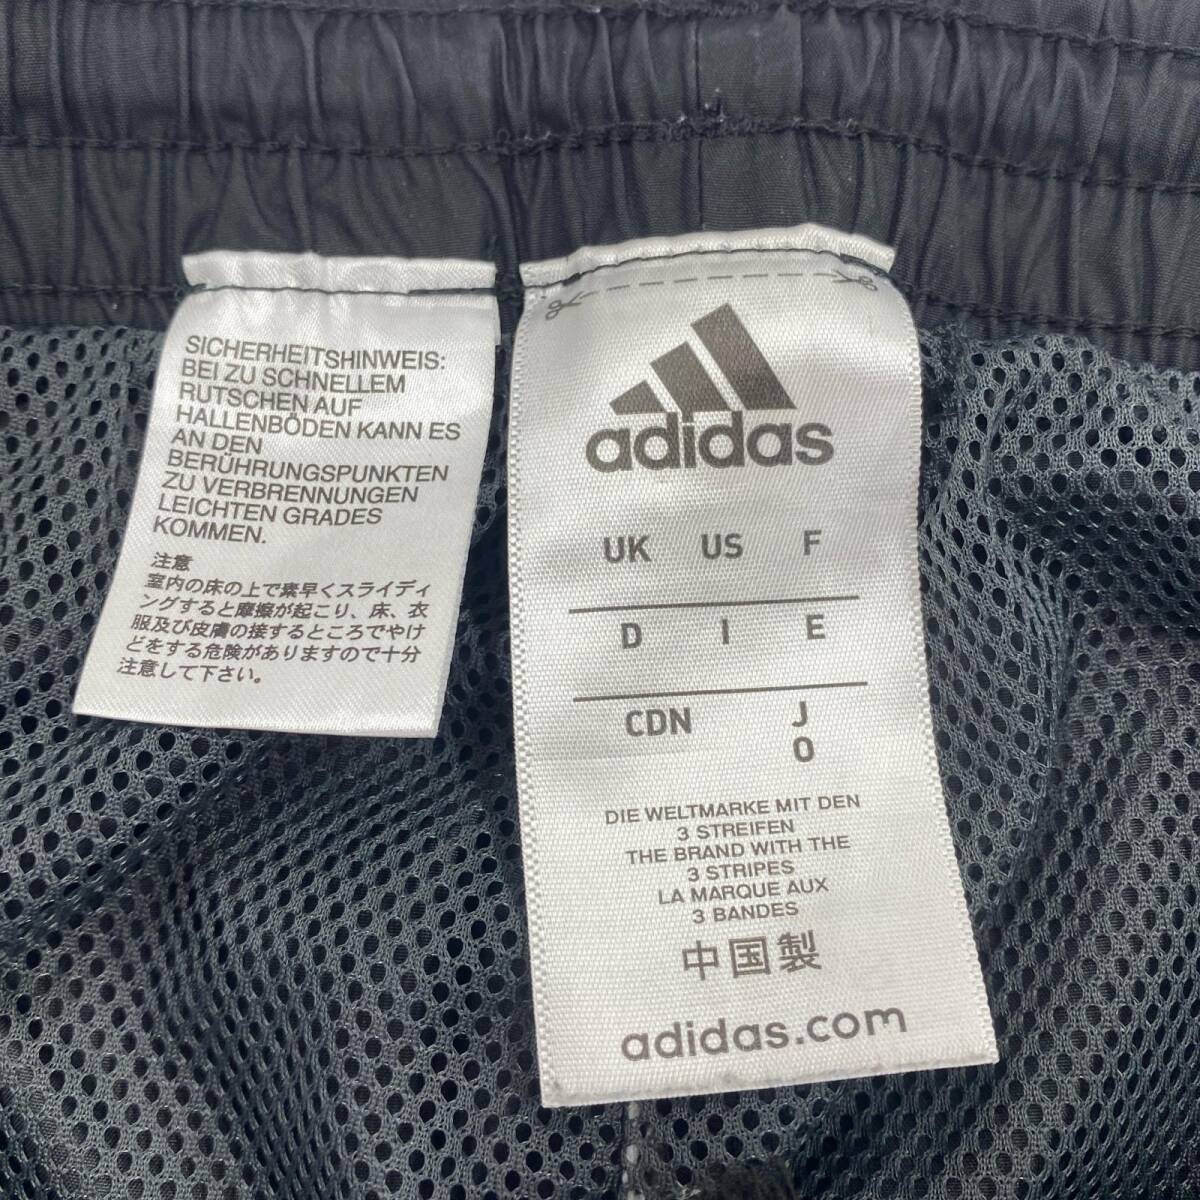 SICHERHEITSHINWEIS:
BEI ZU SCHNELLEM
RUTSCHEN AUF
HALLENBÖDEN KANN ES
AN DEN
BERÜHRUNGSPUNKTEN
ZU VERBRENNUNGEN
LEICHTEN GRADES
KOMMEN.
注意
室内の床の上で素早くスライディ
ングすると摩擦が起こり、床、衣
服及び皮膚の接するところでやけ
どをする危険がありますので十分
注意して下さい。
adidas
UK US F
D I E
CDN J
O
DIE WELTMARKE MIT DEN
3 STREIFEN
THE BRAND WITH THE
3 STRIPES
LA MARQUE AUX
3 BANDES
中国製
adidas.com